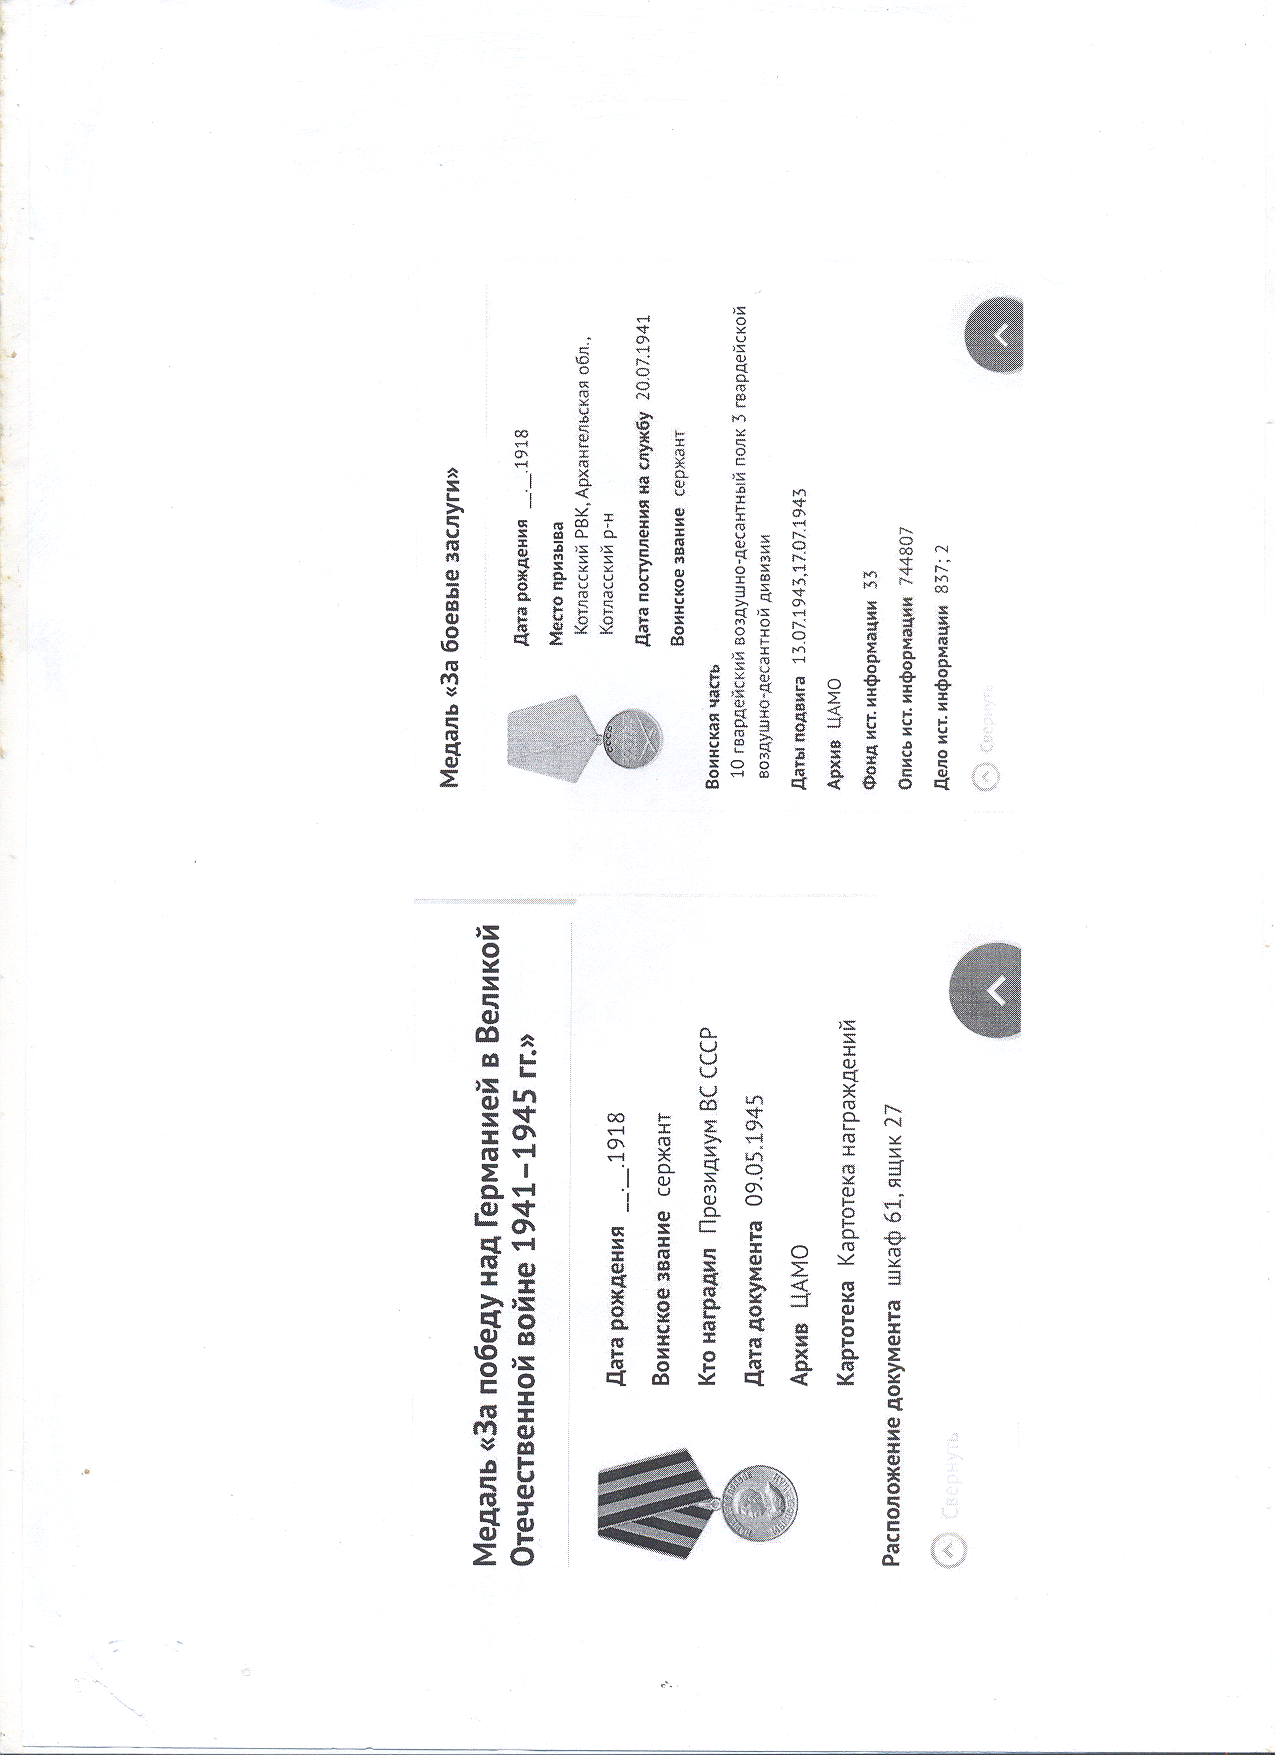 Медаль «За победу над Германией в Великой
Отечественной войне 1941–1945 гг.»
Дата рождения __.__.1918
Воинское звание сержант
Кто наградил Президиум ВС СССР
Дата документа 09.05.1945
Архив ЦАМО
Картотека Картотека награждений
Расположение документа шкаф 61, ящик 27
Свернуть
Медаль «За боевые заслуги»
Дата рождения __.__.1918
Место призыва
Котласский РВК, Архангельская обл.,
Котласский р-н
Дата поступления на службу 20.07.1941
Воинское звание сержант
Воинская часть
10 гвардейский воздушно-десантный полк 3 гвардейской
воздушно-десантной дивизии
Даты подвига 13.07.1943,17.07.1943
Архив ЦАМО
Фонд ист. информации 33
Опись ист. информации 744807
Дело ист. информации 837; 2
Свернуть
СССР